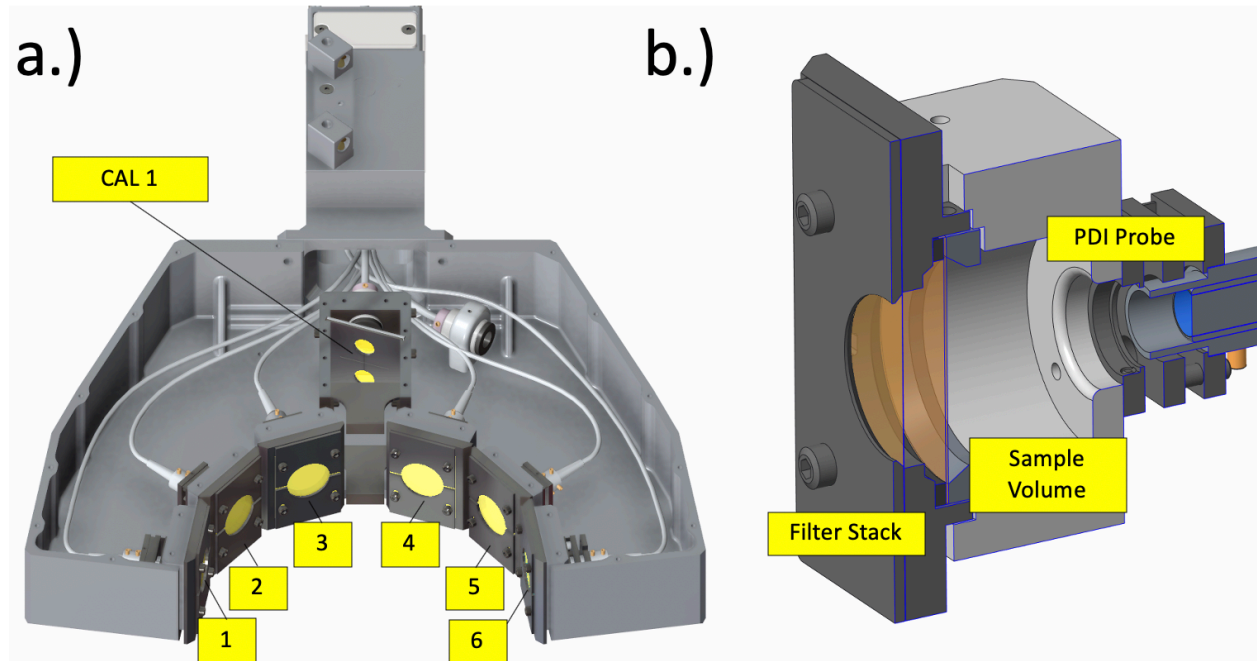 a.)
b.)
CAL 1
PDI Probe
Sample
Volume
Filter Stack
1
2
3
4
5
6